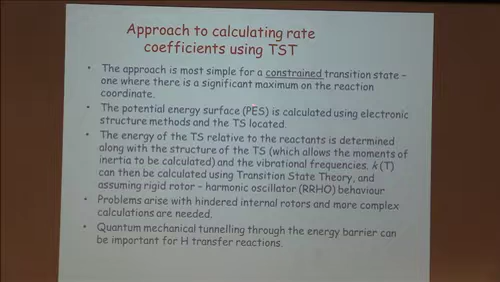 Approach to calculating rate
coefficients using TST
• The approach is most simple for a constrained transition state –
one where there is a significant maximum on the reaction
coordinate.
• The potential energy surface (PES) is calculated using electronic
structure methods and the TS located.
• The energy of the TS relative to the reactants is determined
along with the structure of the TS (which allows the moments of
inertia to be calculated) and the vibrational frequencies. k (T)
can then be calculated using Transition State Theory, and
assuming rigid rotor – harmonic oscillator (RRHO) behaviour
• Problems arise with hindered internal rotors and more complex
calculations are needed.
• Quantum mechanical tunnelling through the energy barrier can
be important for H transfer reactions.